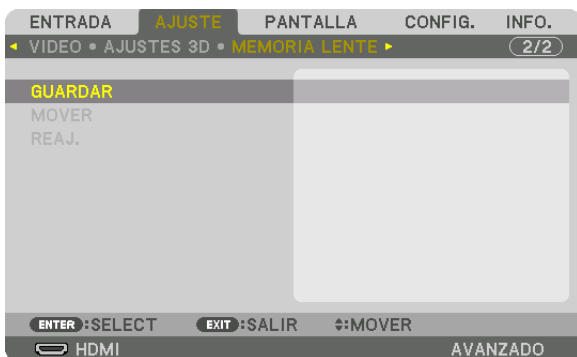 ENTRADA AJUSTE PANTALLA CONFIG. INFO.
VIDEO • AJUSTES 3D • MEMORIA LENTE 2/2
GUARDAR
MOVER
REAJ.
ENTER :SELECT EXIT :SALIR :MOVER
HDMI AVANZADO